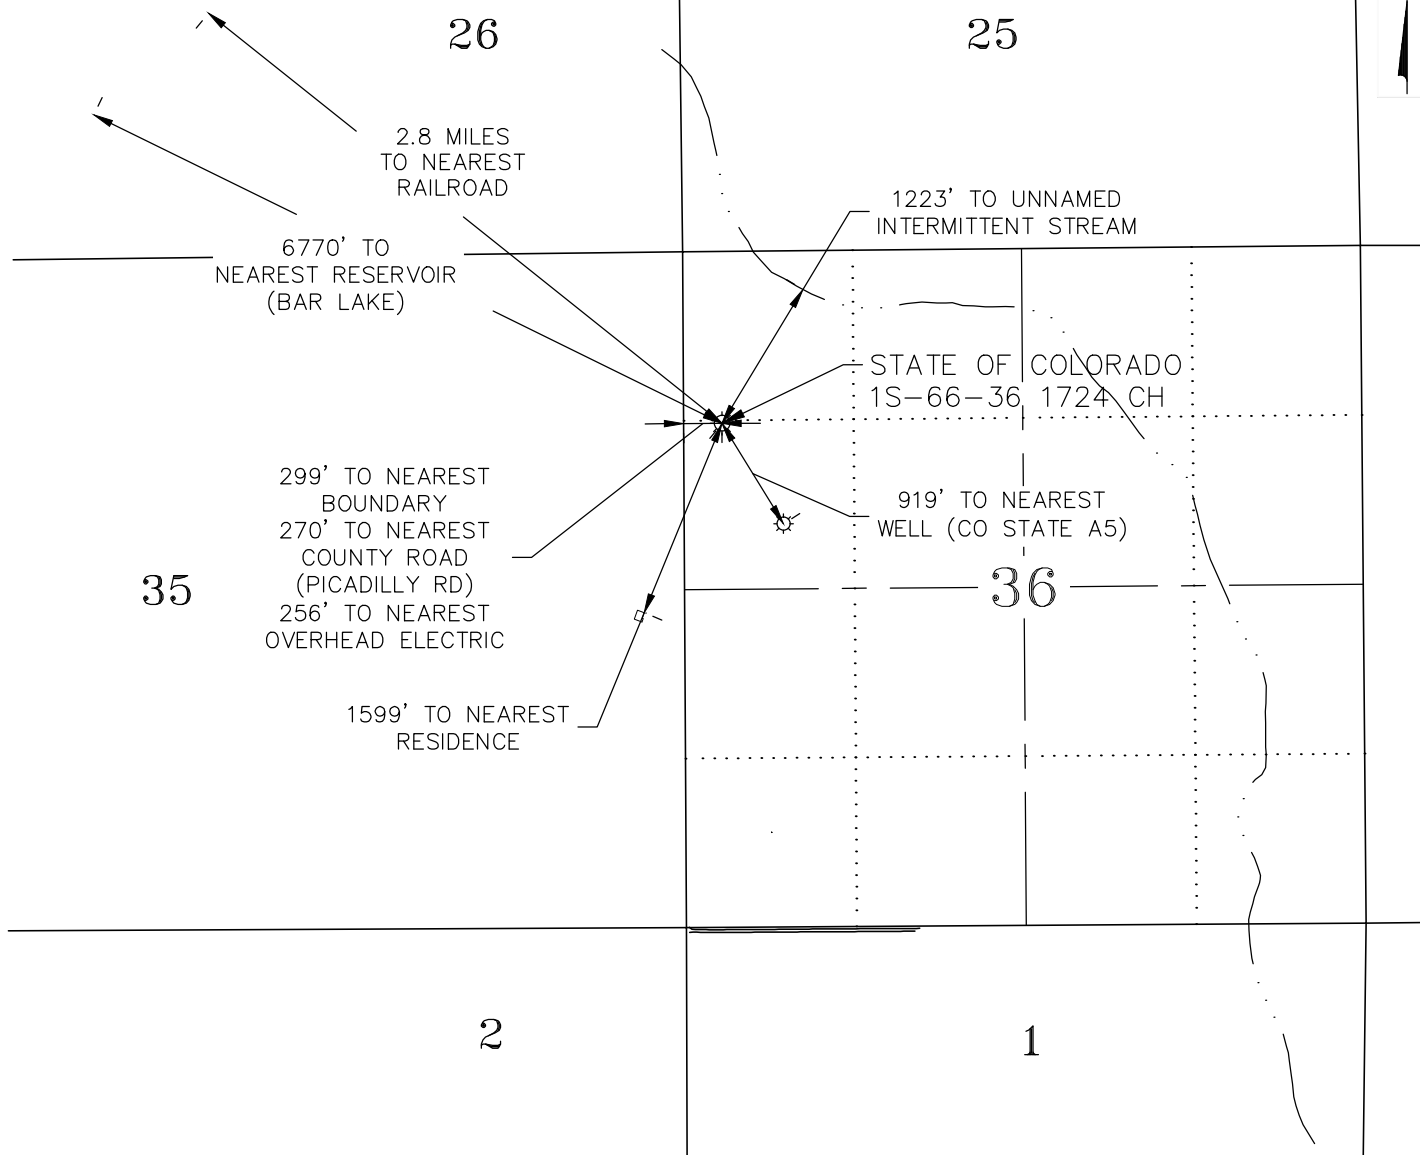 26
25
2.8 MILES
TO NEAREST
RAILROAD
1223' TO UNNAMED
INTERMITTENT STREAM
6770' TO
NEAREST RESERVOIR
(BAR LAKE)
STATE OF COLORADO
1S-66-36 1724 CH
299' TO NEAREST
BOUNDARY
270' TO NEAREST
COUNTY ROAD
(PICADILLY RD)
256' TO NEAREST
OVERHEAD ELECTRIC
919' TO NEAREST
WELL (CO STATE A5)
35
36
1599' TO NEAREST
RESIDENCE
2
1